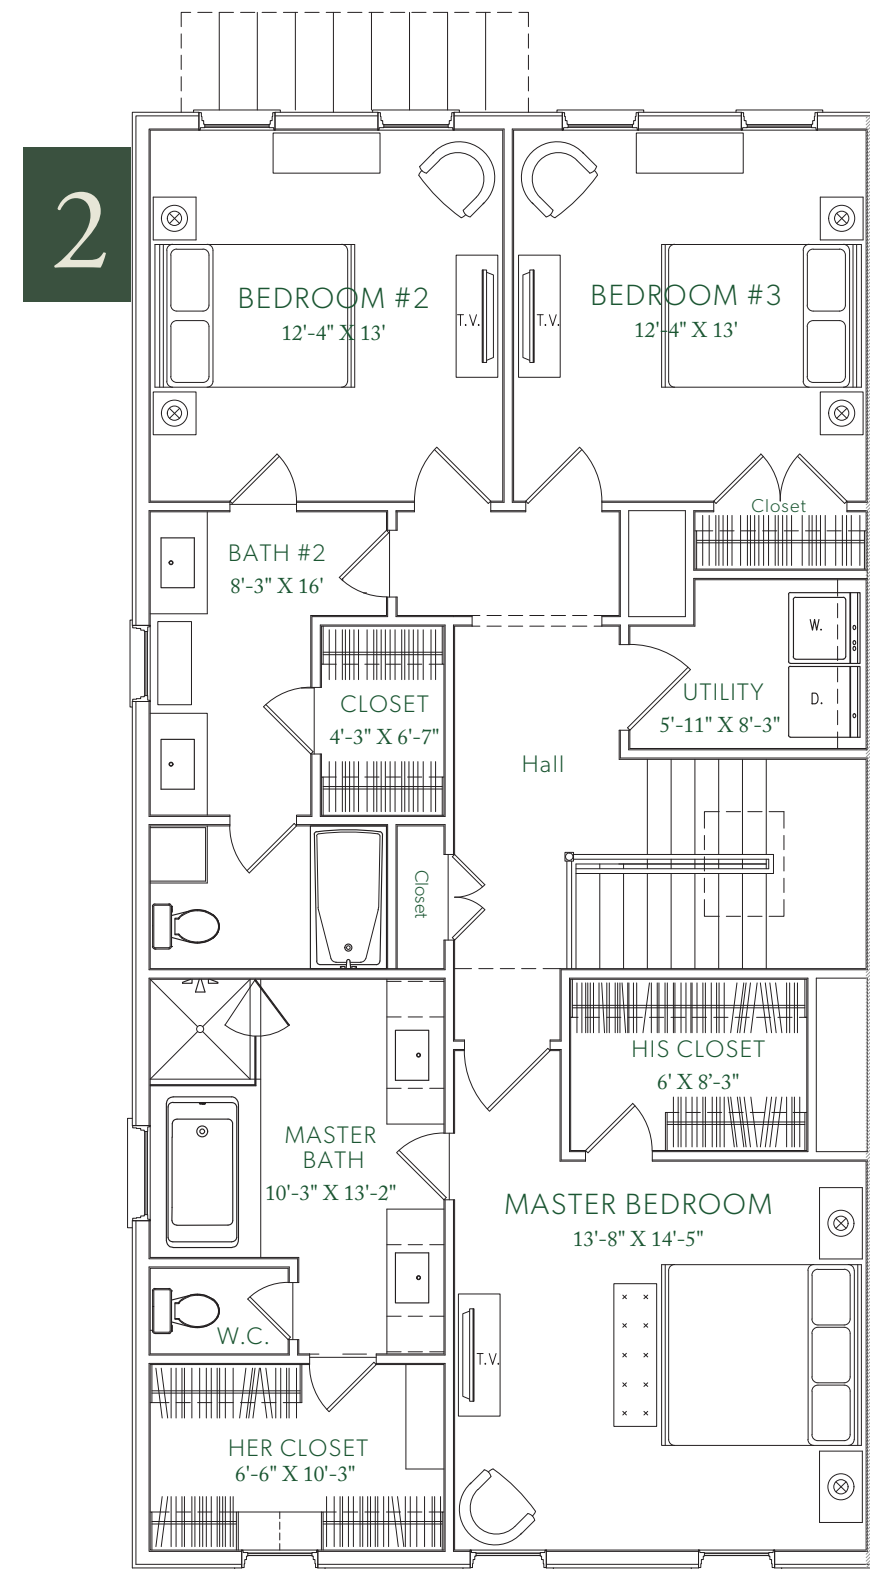 2
BEDROOM #2
12'-4" X 13'
T.V.
T.V.
BEDROOM #3
12'-4" X 13'
Closet
BATH #2
8'-3" X 16'
W.
D.
UTILITY
5'-11" X 8'-3"
CLOSET
4'-3" X 6'-7"
Hall
Closet
HIS CLOSET
6' X 8'-3"
MASTER
BATH
10'-3" X 13'-2"
MASTER BEDROOM
13'-8" X 14'-5"
W.C.
T.V.
HER CLOSET
6'-6" X 10'-3"